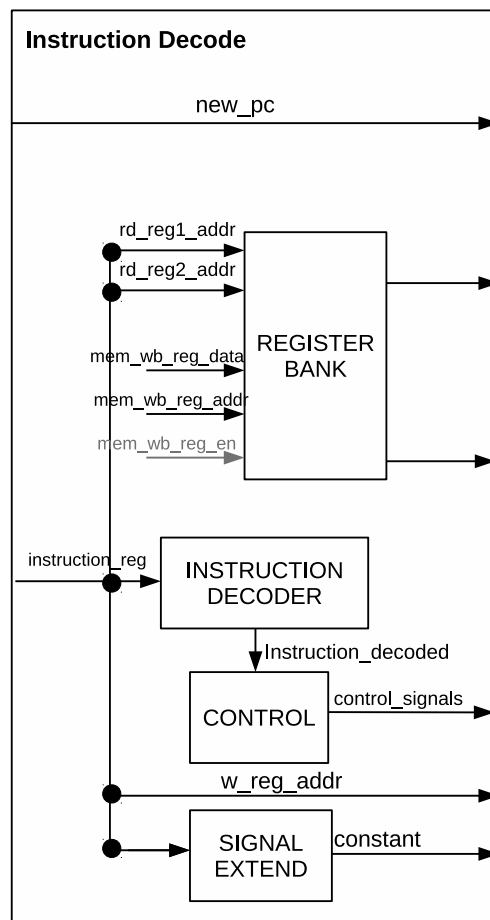 Instruction Decode
new_pc
rd_reg1_addr
rd_reg2_addr
REGISTER
BANK
mem_wb_reg_data
mem_wb_reg_addr
mem_wb_reg_en
instruction_reg
INSTRUCTION
DECODER
Instruction_decoded
CONTROL
control_signals
w_reg_addr
SIGNAL
EXTEND
constant